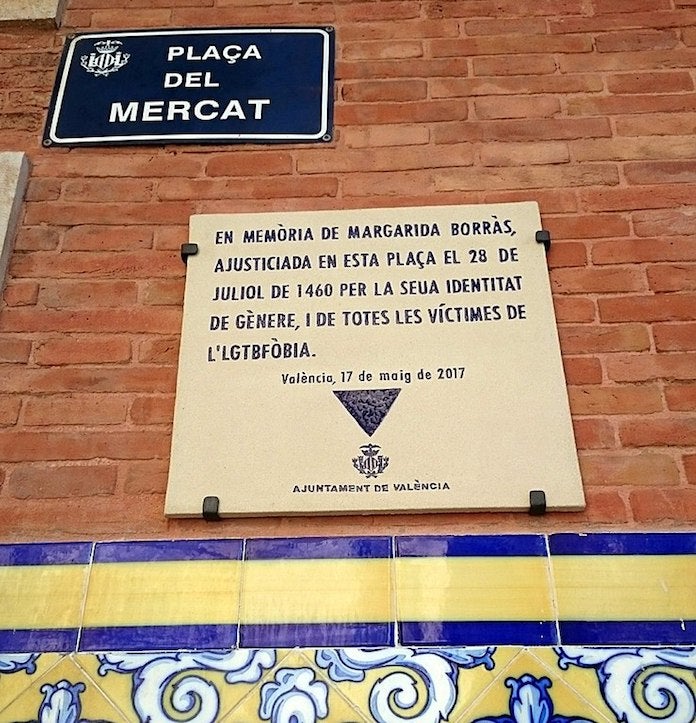 PLAÇA
DEL
MERCAT
EN MEMÒRIA DE MARGARIDA BORRÀS,
AJUSTICIADA EN ESTA PLAÇA EL 28 DE
JULIOL DE 1460 PER LA SEUA IDENTITAT
DE GÈNERE, I DE TOTES LES VÍCTIMES DE
L'LGTBFÒBIA.
València, 17 de maig de 2017
AJUNTAMENT DE VALÈNCIA